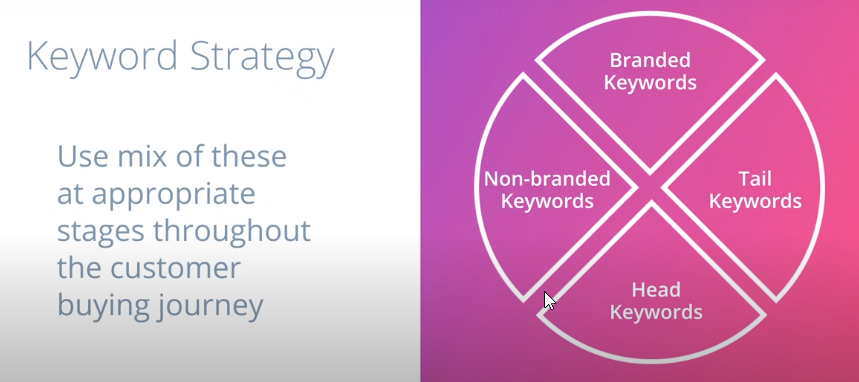 Keyword Strategy
Use mix of these
at appropriate
stages throughout
the customer
buying journey
Branded
Keywords
Non-branded
Keywords
Tail
Keywords
Head
Keywords